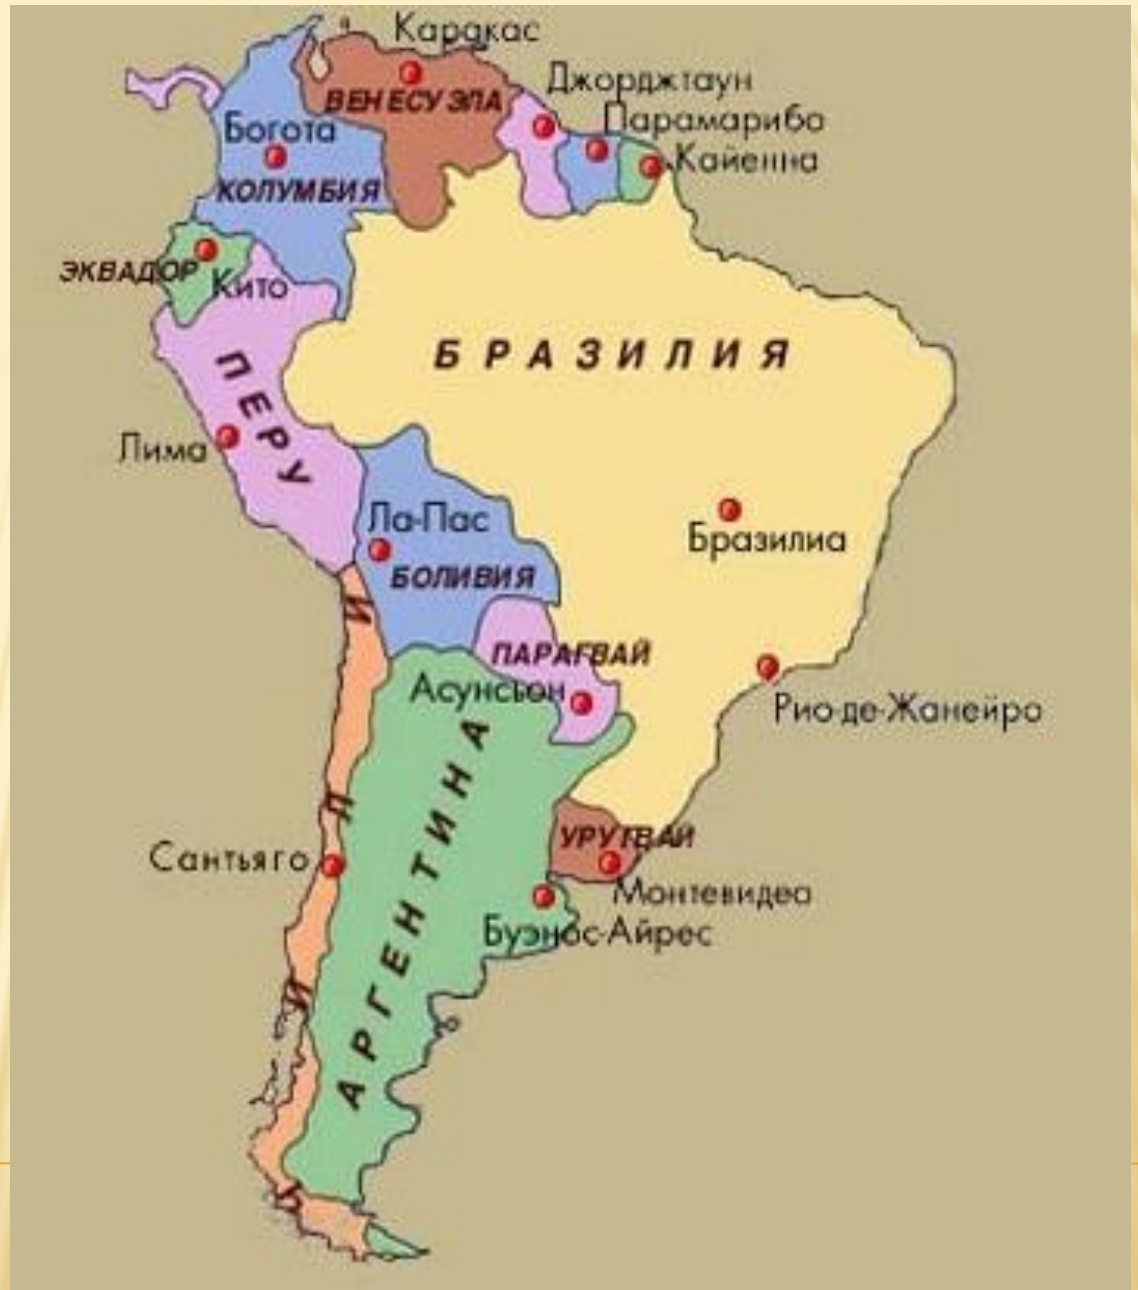 Каракас
Джорджтаун
ВЕНЕСУЭЛА
Парамарибо
Богота
Кайенна
КОЛУМБИЯ
ЭКВАДОР
Кито
БРАЗИЛИЯ
ПЕРУ
Лима
Ла-Пас
Бразилиа
БОЛИВИЯ
ПАРАГВАЙ
Асунсьон
Рио-де-Жанейро
АРГЕНТИНА
УРУГВАЙ
Сантьяго
Монтевидео
Буэнос-Айрес
ЧИЛИ